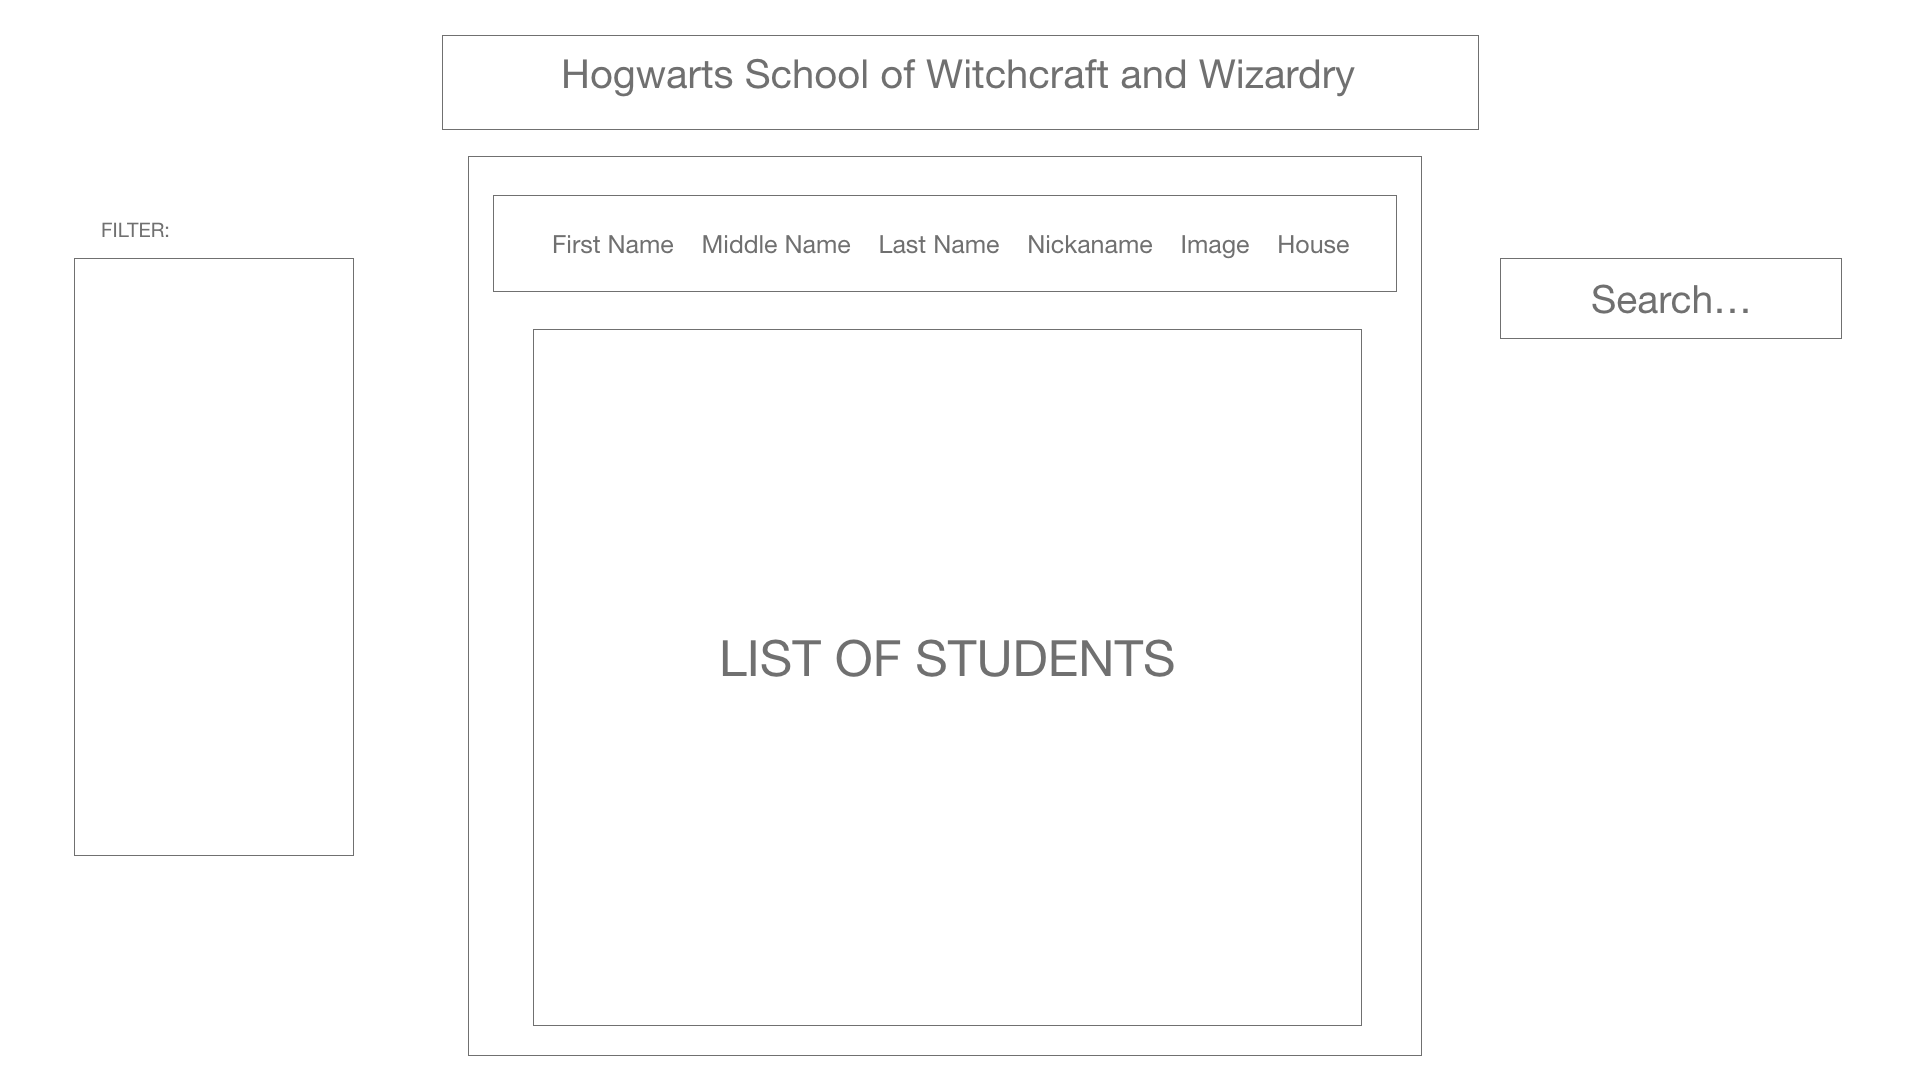 Hogwarts School of Witchcraft and Wizardry
FILTER:
First Name Middle Name Last Name Nickaname Image House
Search...
LIST OF STUDENTS